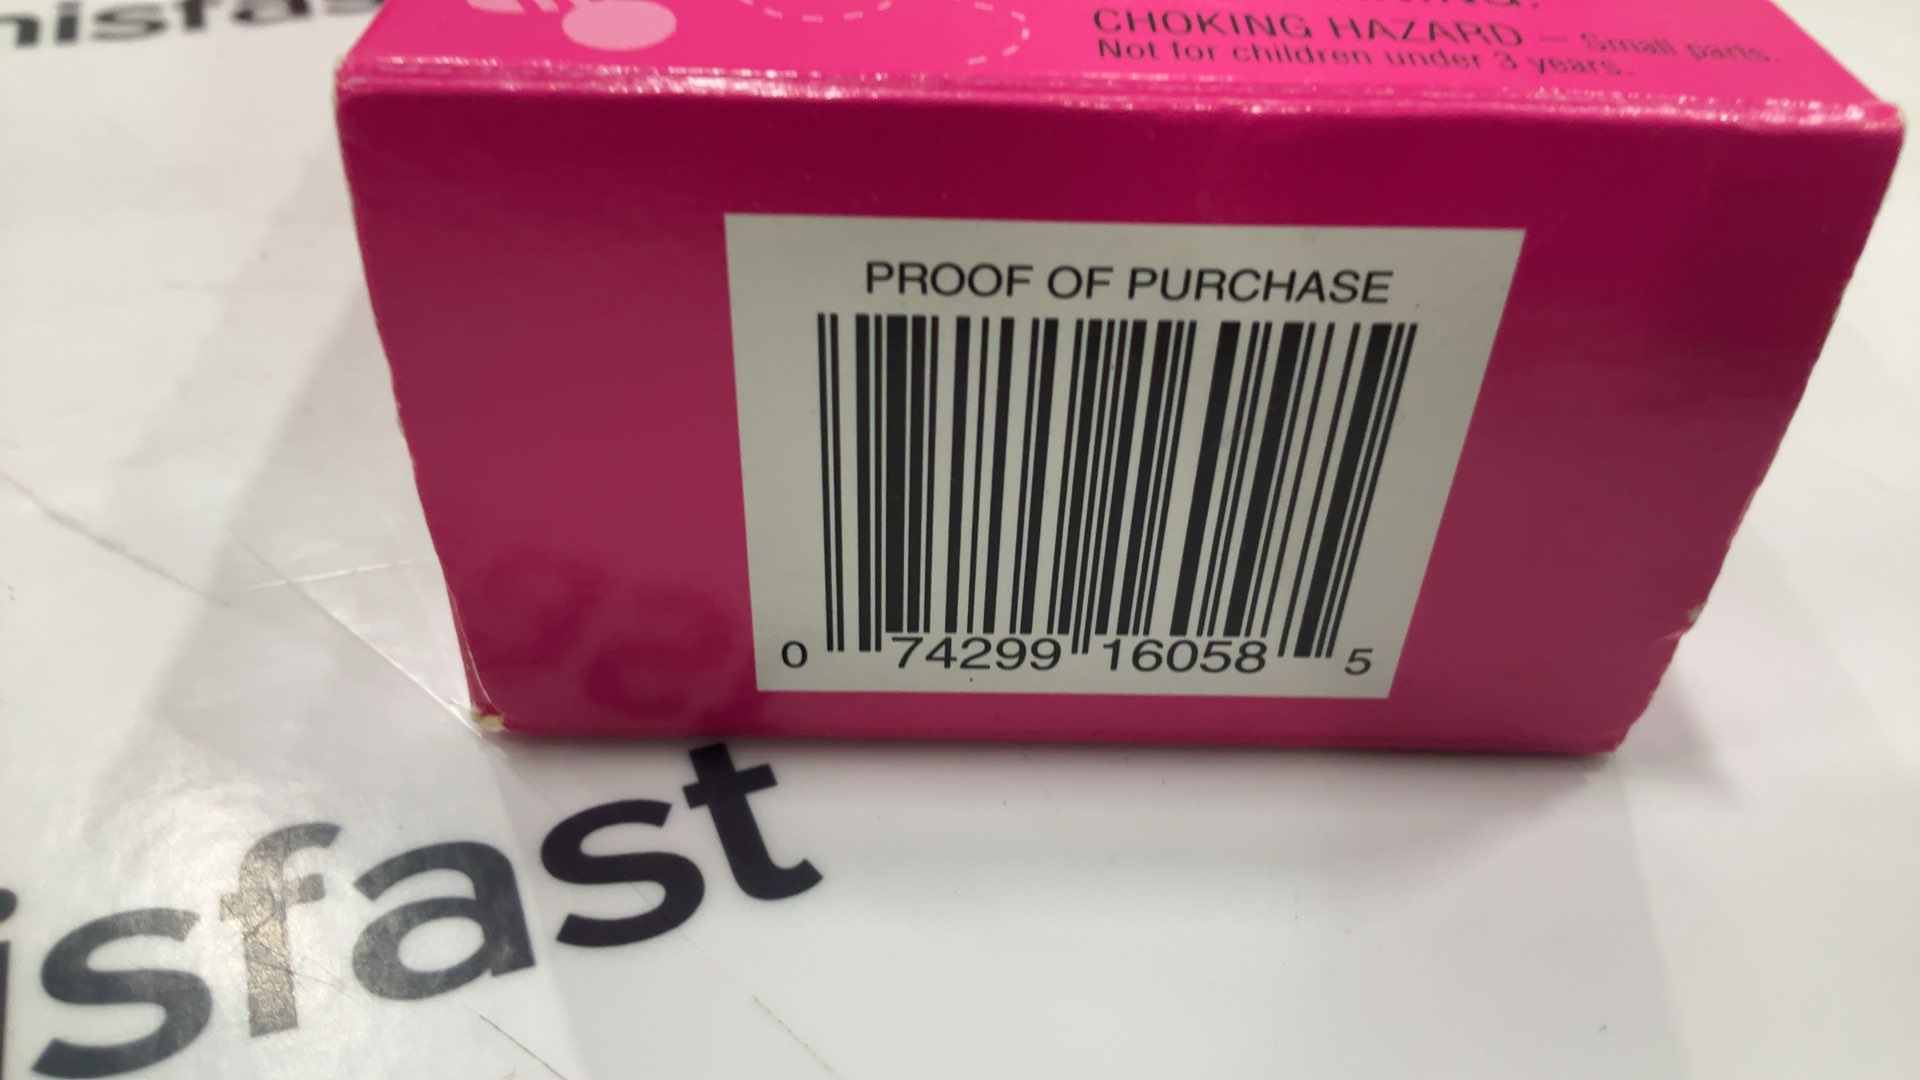 CHOKING HAZARD – Small parts.
Not for children under 3 years.
PROOF OF PURCHASE
0 74299 16058 5
isfast